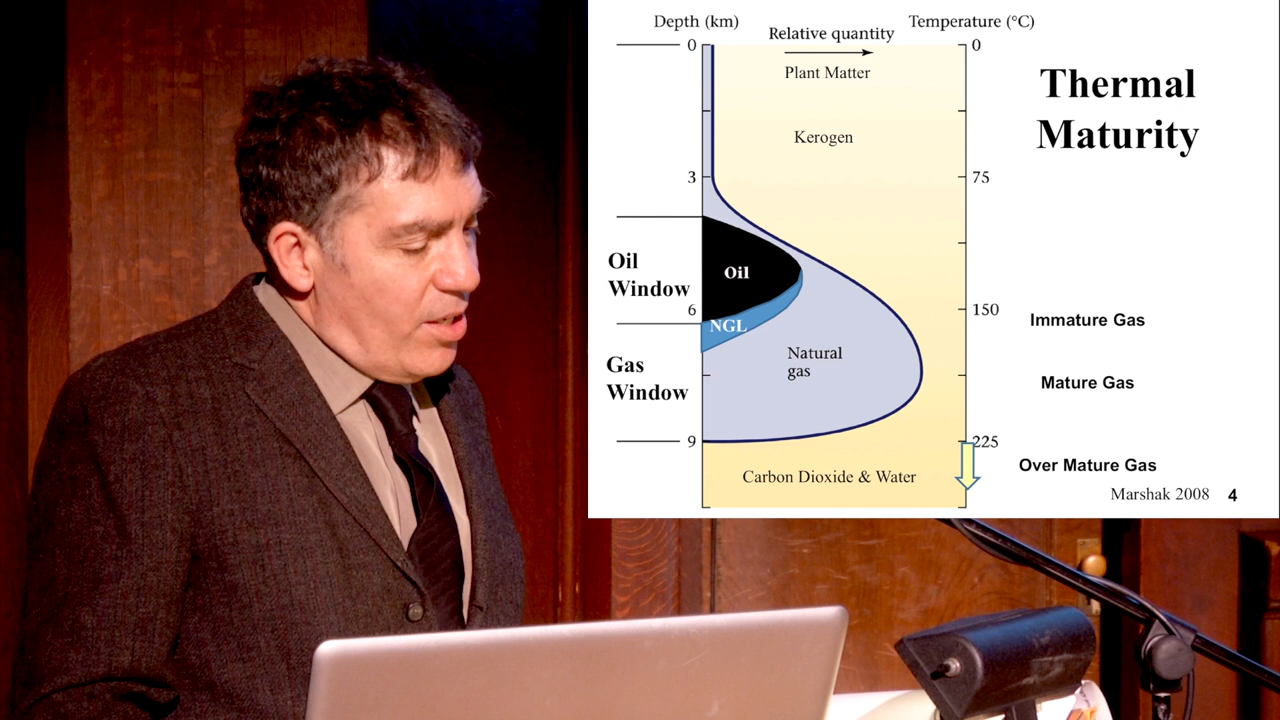 Depth (km)
Temperature (°C)
Relative quantity
0
0
Plant Matter
Thermal
Maturity
Kerogen
3
75
Oil
Window
Oil
6
150
NGL
Immature Gas
Natural
gas
Gas
Window
Mature Gas
9
225
Over Mature Gas
Carbon Dioxide & Water
Marshak 2008
4